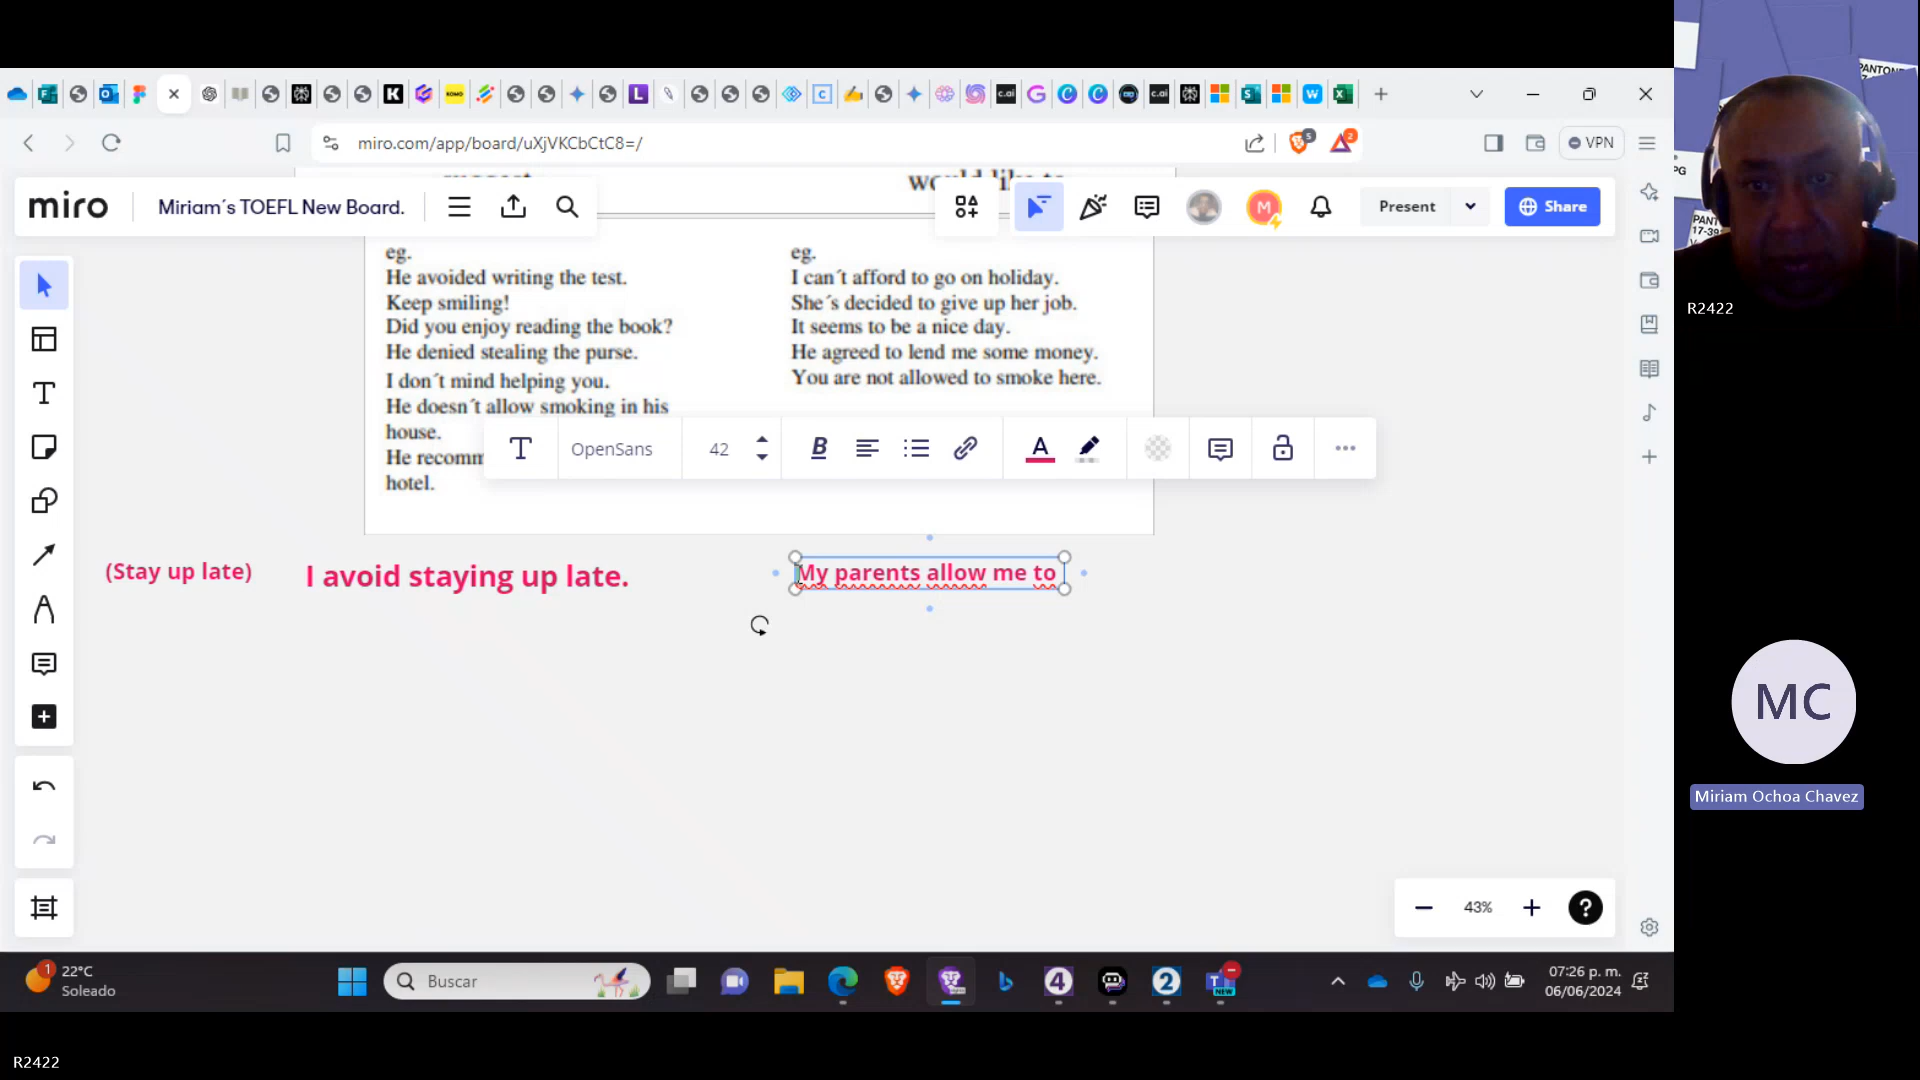 miro.com/app/board/uXjVKCbCtC8=/
VPN
would like to
miro
Miriam´s TOEFL New Board.
M
Present
Share
eg.
He avoided writing the test.
Keep smiling!
Did you enjoy reading the book?
He denied stealing the purse.
I don´t mind helping you.
He doesn´t allow smoking in his
house.
He recomm
hotel.
eg.
I can´t afford to go on holiday.
She´s decided to give up her job.
It seems to be a nice day.
He agreed to lend me some money.
You are not allowed to smoke here.
OpenSans
42
B
A
(Stay up late)
I avoid staying up late.
My parents allow me to
43%
22°C
Soleado
Buscar
07:26 p. m.
06/06/2024
R2422
MC
Miriam Ochoa Chavez
R2422